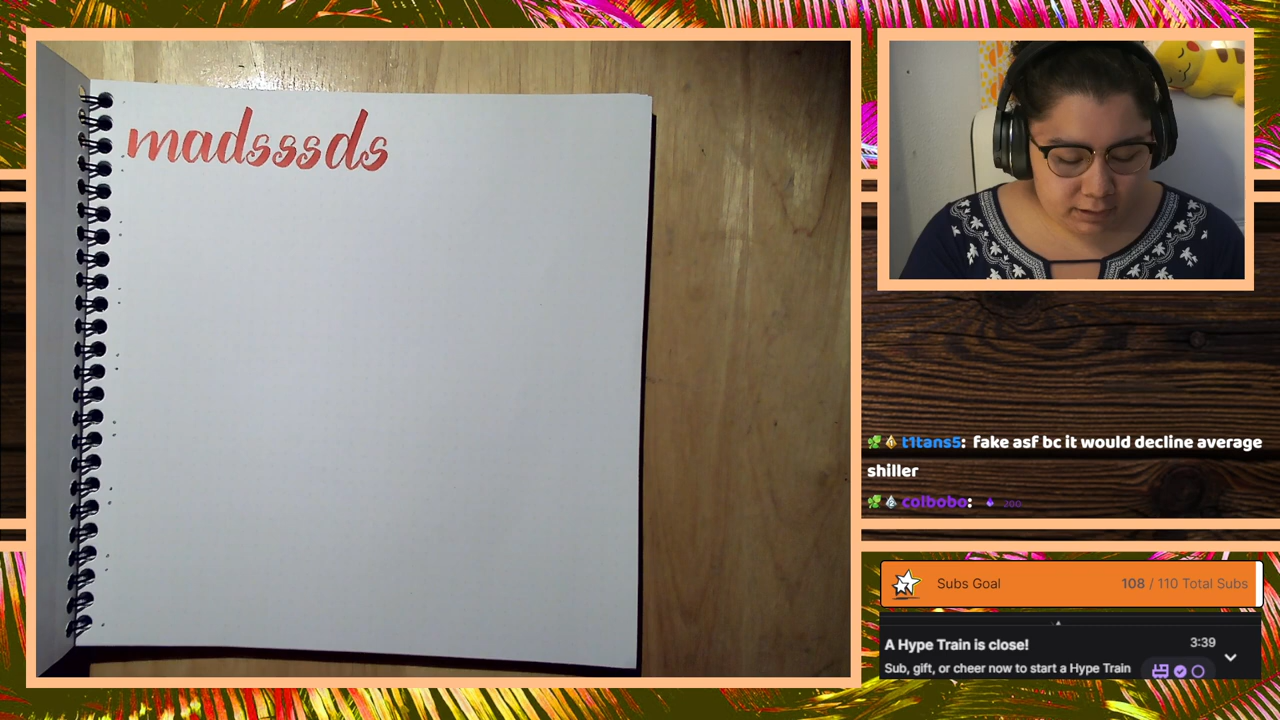 madsssds
t1tans5: fake asf bc it would decline average
shiller
colbobo: 200
Subs Goal 108 / 110 Total Subs
A Hype Train is close! 3:39
Sub, gift, or cheer now to start a Hype Train